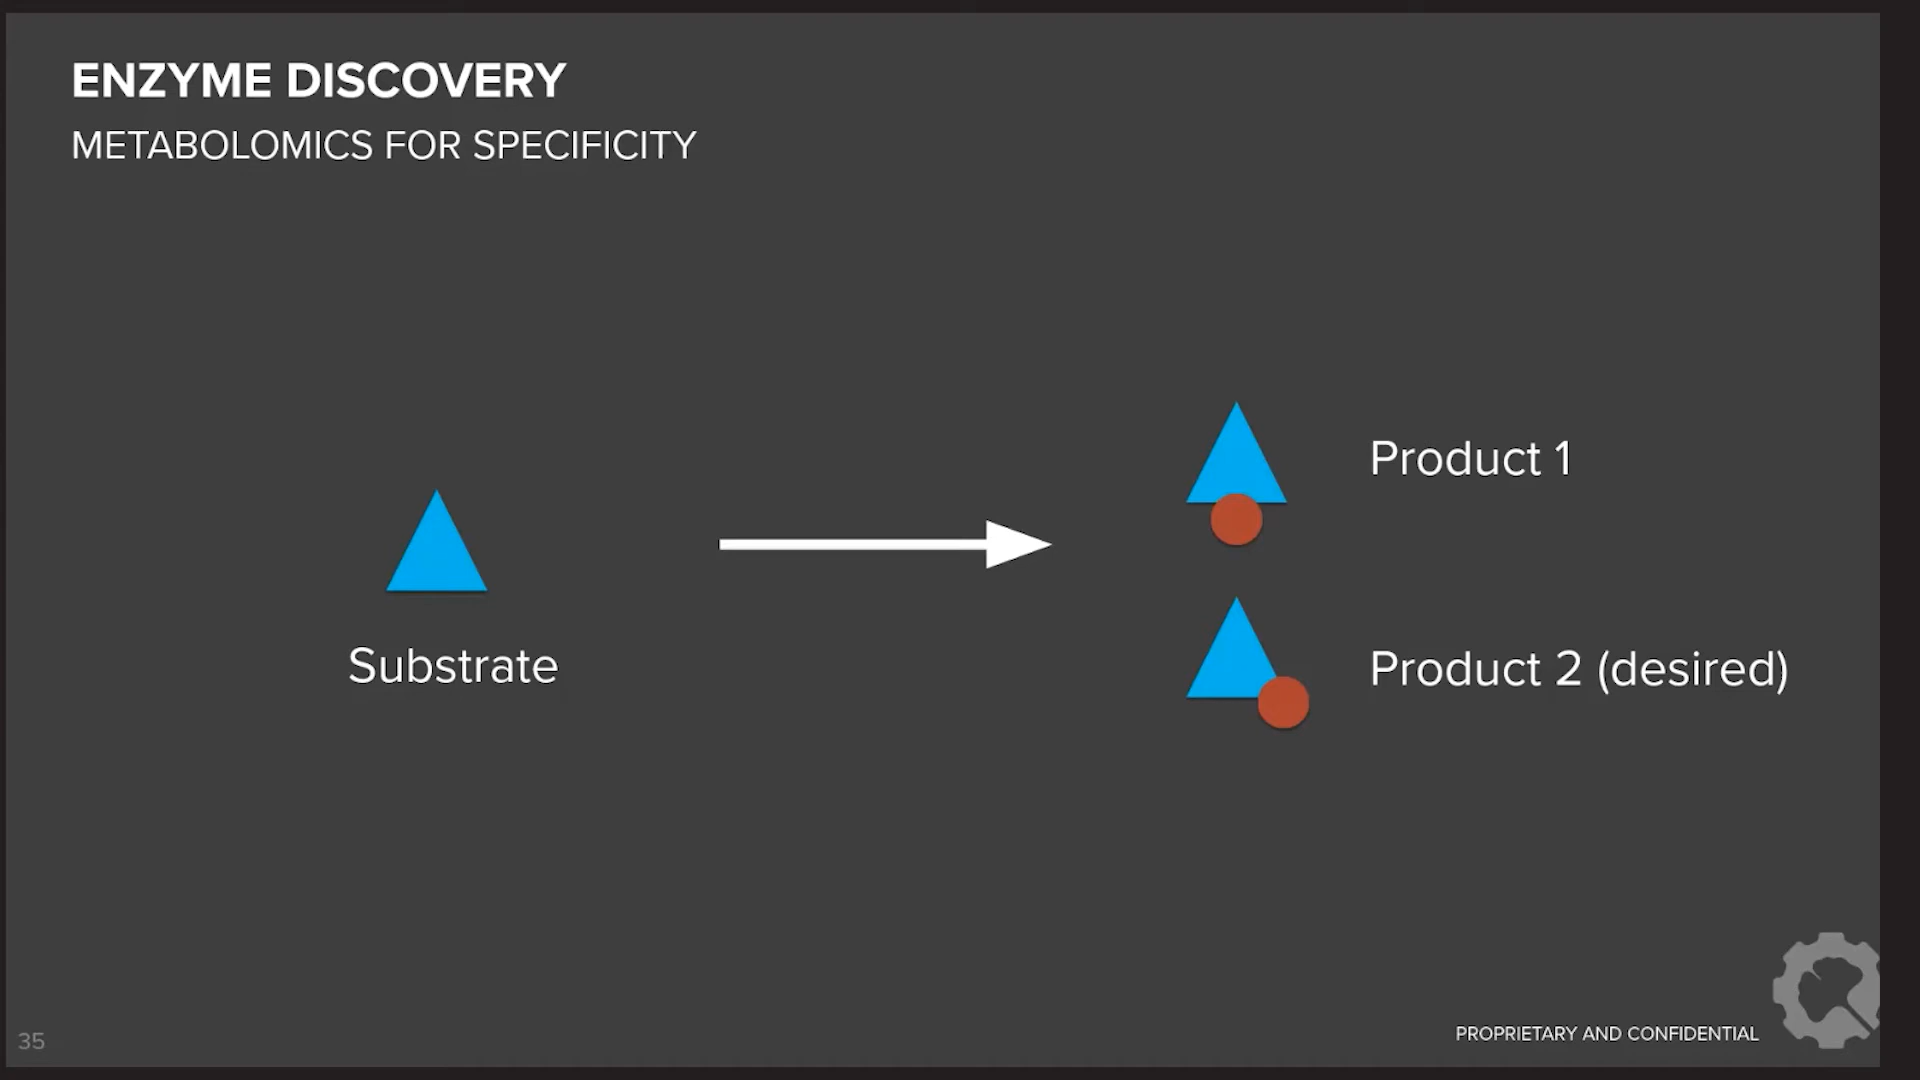 ENZYME DISCOVERY
METABOLOMICS FOR SPECIFICITY
Product 1
Substrate
Product 2 (desired)
35
PROPRIETARY AND CONFIDENTIAL